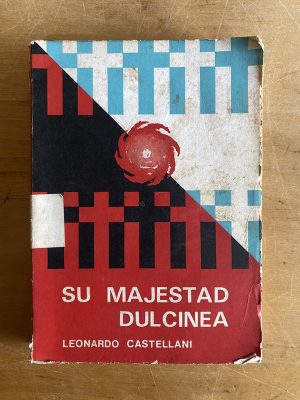 SU MAJESTAD
DULCINEA
LEONARDO CASTELLANI